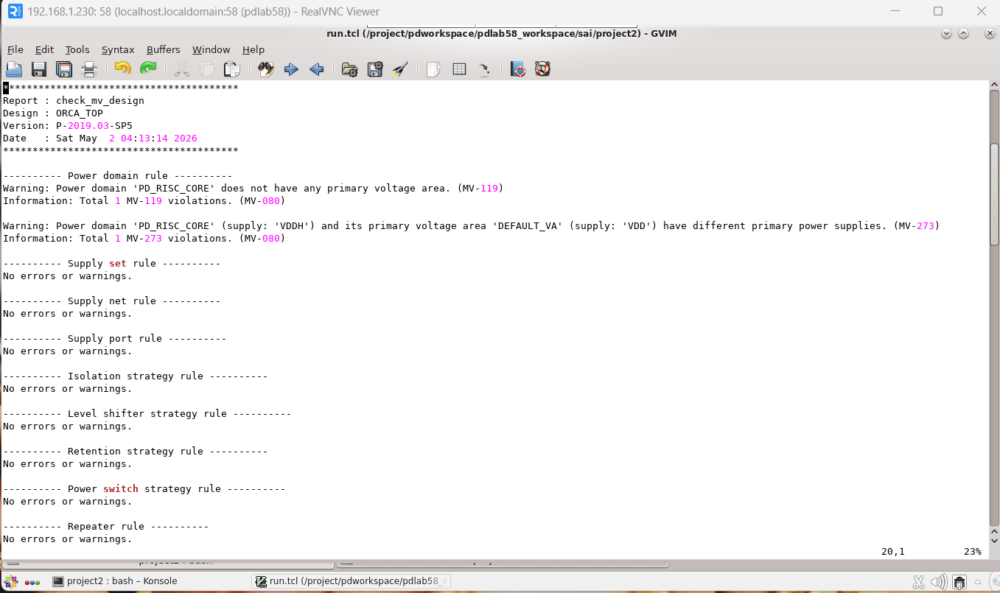 192.168.1.230: 58 (localhost.localdomain:58 (pdlab58)) - RealVNC Viewer
run.tcl (/project/pdworkspace/pdlab58_workspace/sai/project2) - GVIM
File Edit Tools Syntax Buffers Window Help
****************************************
Report : check_mv_design
Design : ORCA_TOP
Version: P-2019.03-SP5
Date   : Sat May  2 04:13:14 2026
****************************************
---------- Power domain rule ----------
Warning: Power domain 'PD_RISC_CORE' does not have any primary voltage area. (MV-119)
Information: Total 1 MV-119 violations. (MV-080)
Warning: Power domain 'PD_RISC_CORE' (supply: 'VDDH') and its primary voltage area 'DEFAULT_VA' (supply: 'VDD') have different primary power supplies. (MV-273)
Information: Total 1 MV-273 violations. (MV-080)
---------- Supply set rule ----------
No errors or warnings.
---------- Supply net rule ----------
No errors or warnings.
---------- Supply port rule ----------
No errors or warnings.
---------- Isolation strategy rule ----------
No errors or warnings.
---------- Level shifter strategy rule ----------
No errors or warnings.
---------- Retention strategy rule ----------
No errors or warnings.
---------- Power switch strategy rule ----------
No errors or warnings.
---------- Repeater rule ----------
No errors or warnings.
20,1 23%
project2 : bash – Konsole
run.tcl (/project/pdworkspace/pdlab58_